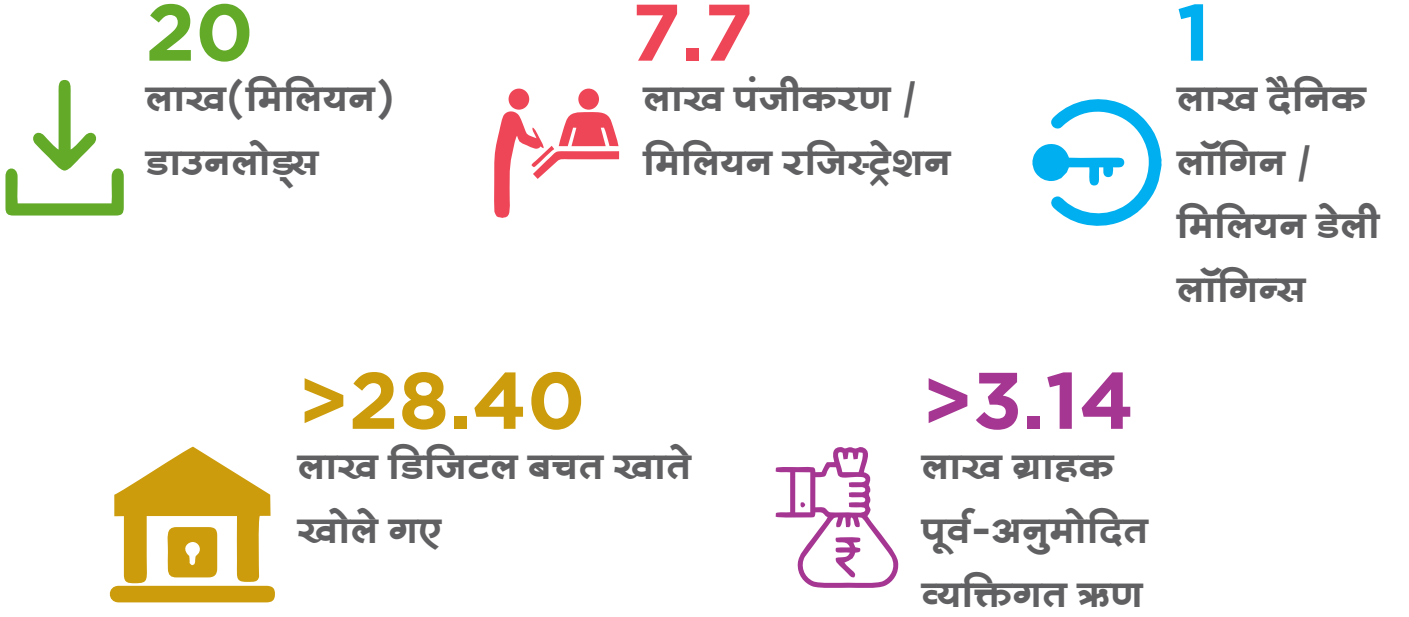 20
लाख(मिलियन)
डाउनलोड्स
7.7
लाख पंजीकरण /
मिलियन रजिस्ट्रेशन
1
लाख दैनिक
लॉगिन /
मिलियन डेली
लॉगिन्स
>28.40
लाख डिजिटल बचत खाते
खोले गए
>3.14
लाख ग्राहक
पूर्व-अनुमोदित
व्यक्तिगत ऋण
₹